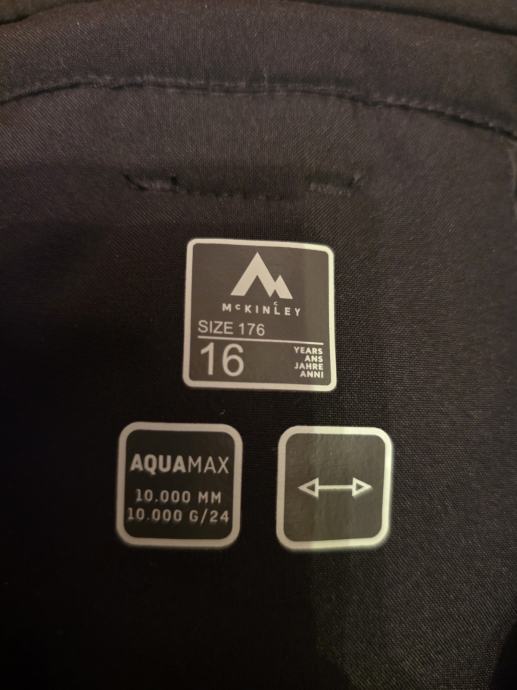 McKINLEY
SIZE 176
16
YEARS
ANS
JAHRE
ANNI
AQUAMAX
10.000 MM
10.000 G/24